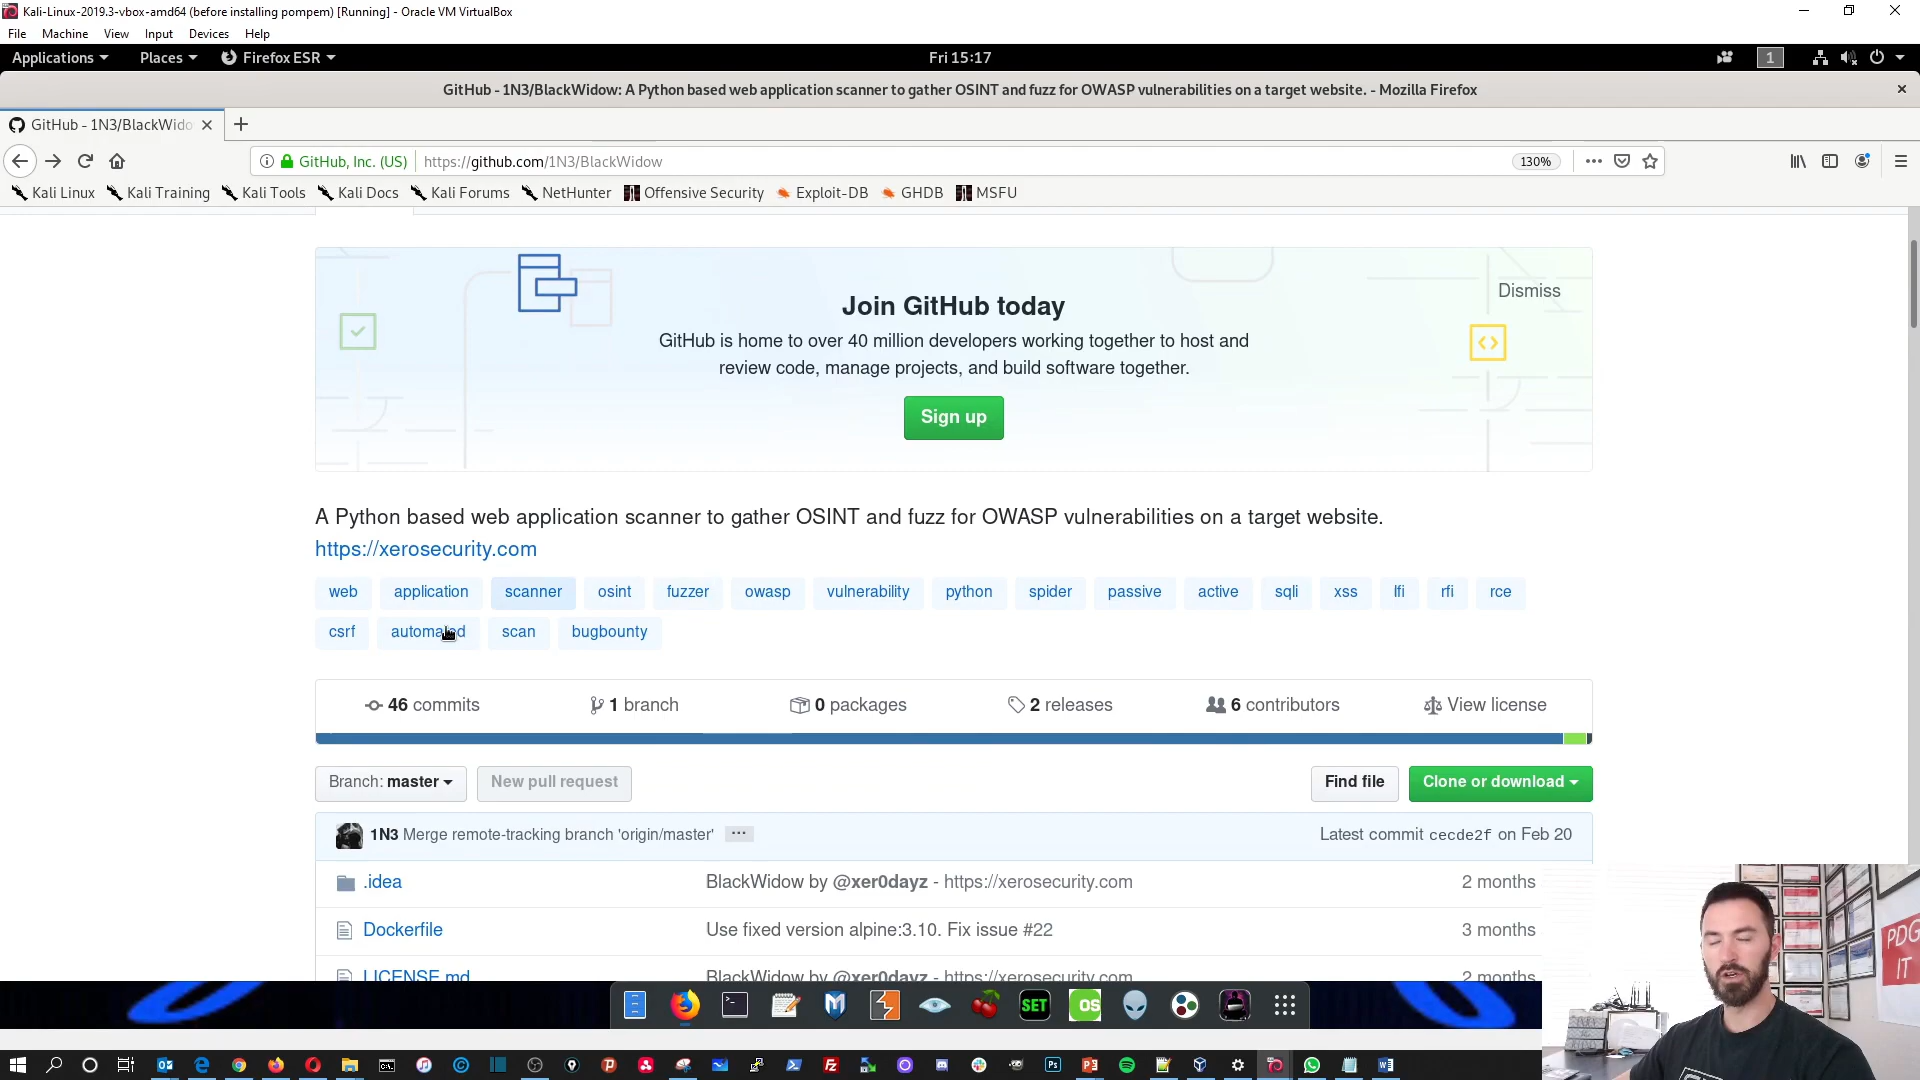 Kali-Linux-2019.3-vbox-amd64 (before installing pompem) [Running] - Oracle VM VirtualBox
File Machine View Input Devices Help
Applications Places Firefox ESR Fri 15:17 1
GitHub - 1N3/BlackWidow: A Python based web application scanner to gather OSINT and fuzz for OWASP vulnerabilities on a target website. - Mozilla Firefox
GitHub - 1N3/BlackWido
GitHub, Inc. (US) https://github.com/1N3/BlackWidow 130%
Kali Linux Kali Training Kali Tools Kali Docs Kali Forums NetHunter Offensive Security Exploit-DB GHDB MSFU
Dismiss
Join GitHub today
GitHub is home to over 40 million developers working together to host and
review code, manage projects, and build software together.
Sign up
A Python based web application scanner to gather OSINT and fuzz for OWASP vulnerabilities on a target website.
https://xerosecurity.com
web application scanner osint fuzzer owasp vulnerability python spider passive active sqli xss lfi rfi rce
csrf automated scan bugbounty
46 commits 1 branch 0 packages 2 releases 6 contributors View license
Branch: master New pull request Find file Clone or download
1N3 Merge remote-tracking branch 'origin/master' ... Latest commit cecde2f on Feb 20
.idea BlackWidow by @xer0dayz - https://xerosecurity.com 2 months
Dockerfile Use fixed version alpine:3.10. Fix issue #22 3 months
LICENSE.md BlackWidow by @xer0dayz - https://xerosecurity.com 2 months
PDG
IT
SET
OS